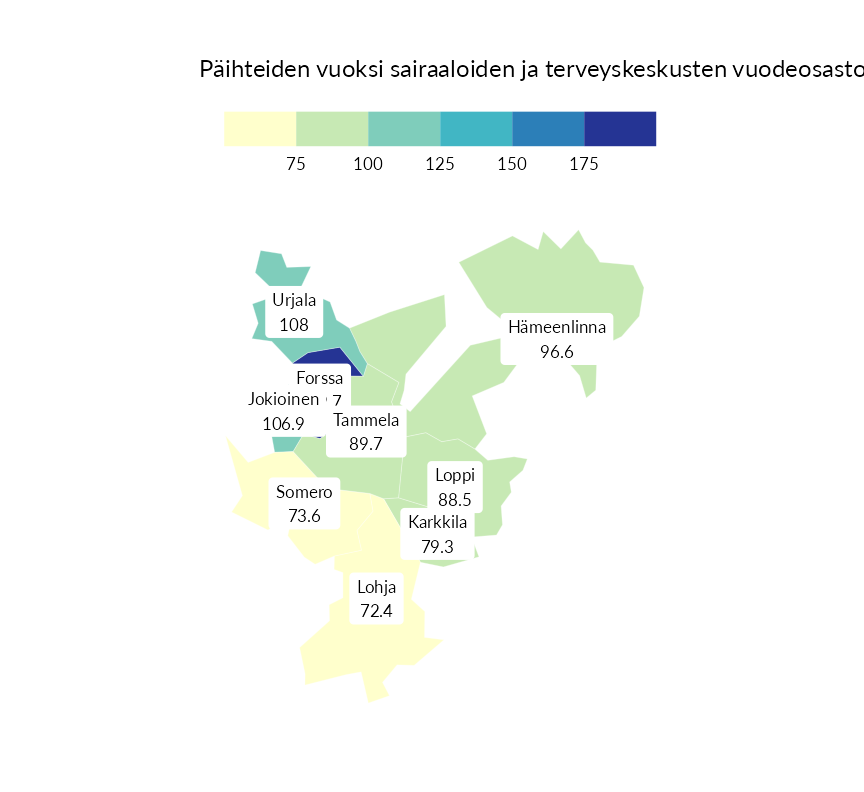 Päihteiden vuoksi sairaaloiden ja terveyskeskusten
75 100 125 150 175
Urjala
108
Hämeenlinna
96.6
Forssa
7
Jokioinen
106.9
Tammela
89.7
Loppi
88.5
Somero
73.6
Karkkila
79.3
Lohja
72.4